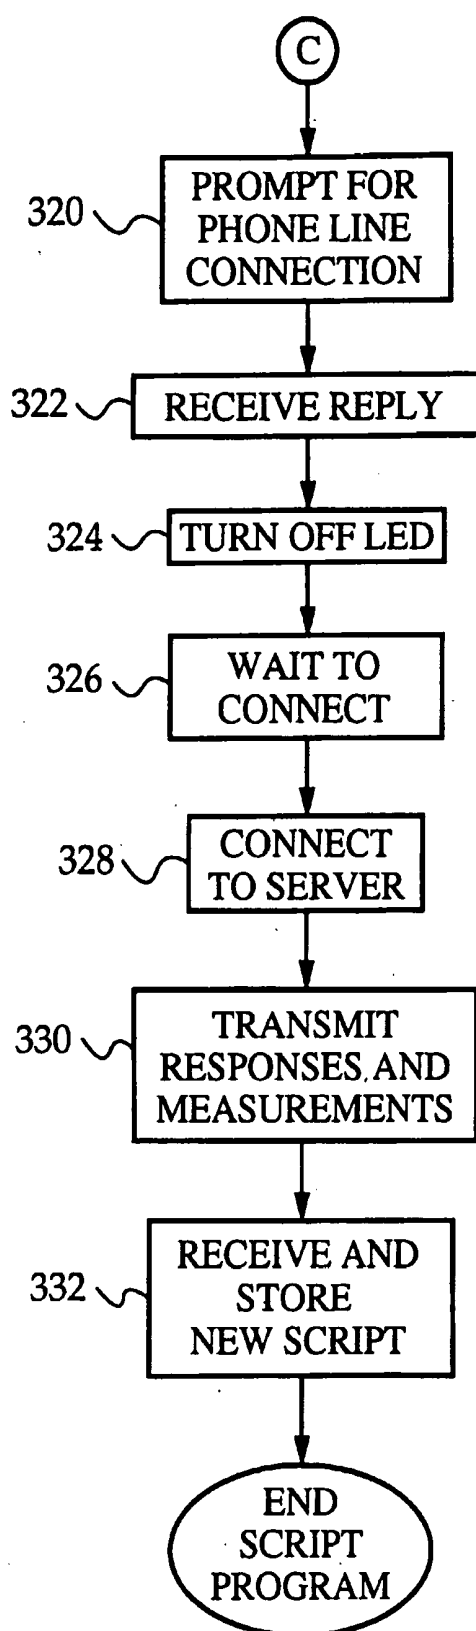 C
320
PROMPT FOR
PHONE LINE
CONNECTION
322
RECEIVE REPLY
324
TURN OFF LED
326
WAIT TO
CONNECT
328
CONNECT
TO SERVER
330
TRANSMIT
RESPONSES AND
MEASUREMENTS
332
RECEIVE AND
STORE
NEW SCRIPT
END
SCRIPT
PROGRAM